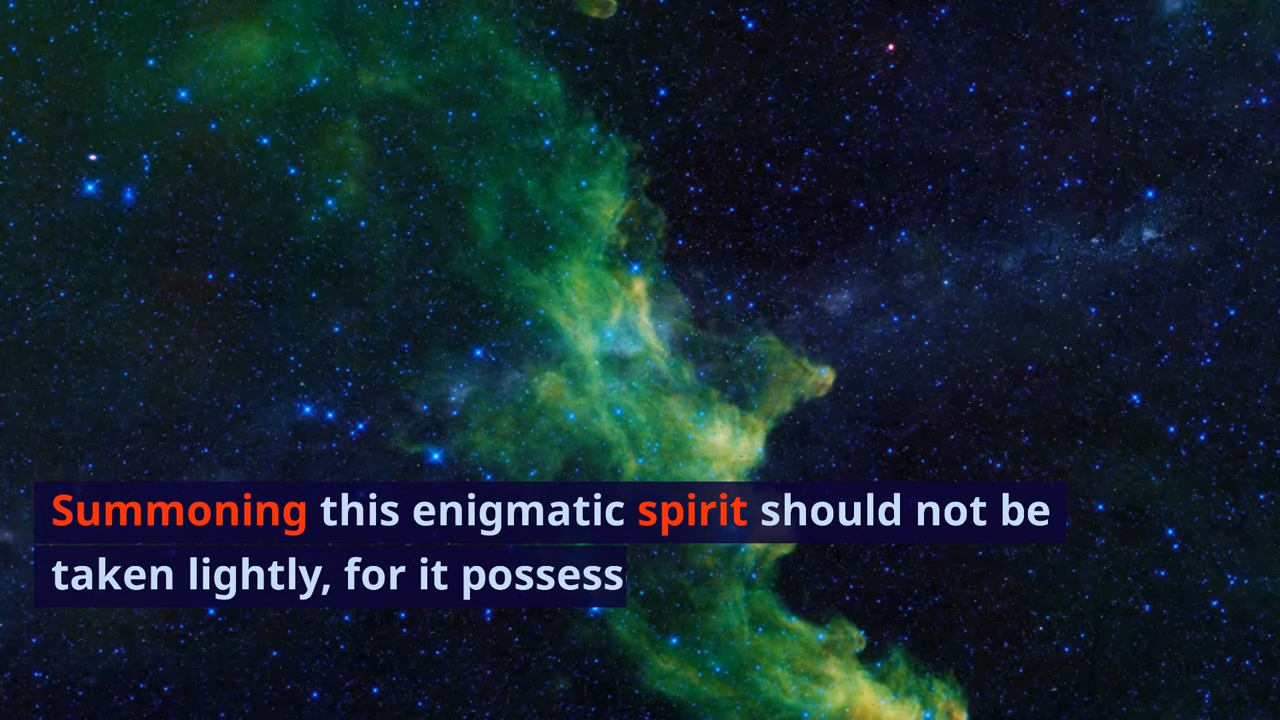 Summoning this enigmatic spirit should not be
taken lightly, for it possess